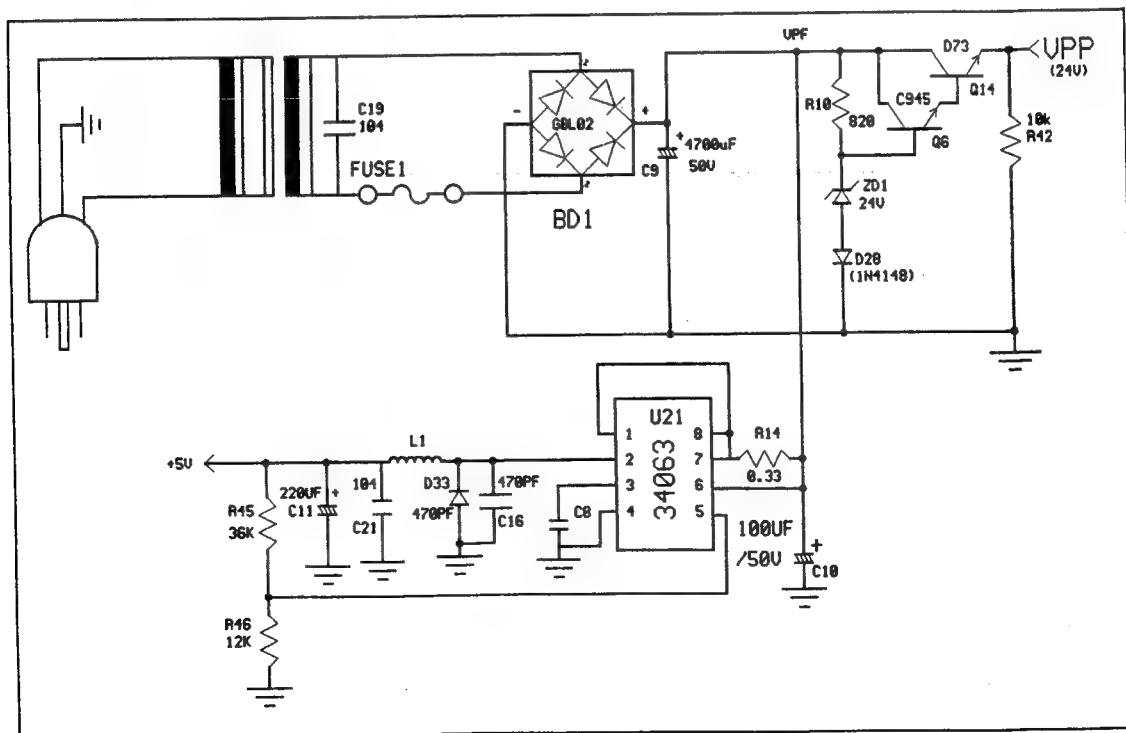 VPF
D73
VPP
(24V)
C19
104
GBL02
-
+
R10
820
C945
Q14
Q6
10k
R42
+
4700uF
50V
C9
FUSE1
BD1
ZD1
24V
D28
(1N4148)
U21
34063
1
2
3
4
8
7
6
5
R14
0.33
L1
+5V
220UF
+
C11
104
C21
D33
470PF
470PF
C16
C8
100UF
/50V
+
C10
R45
36K
R46
12K